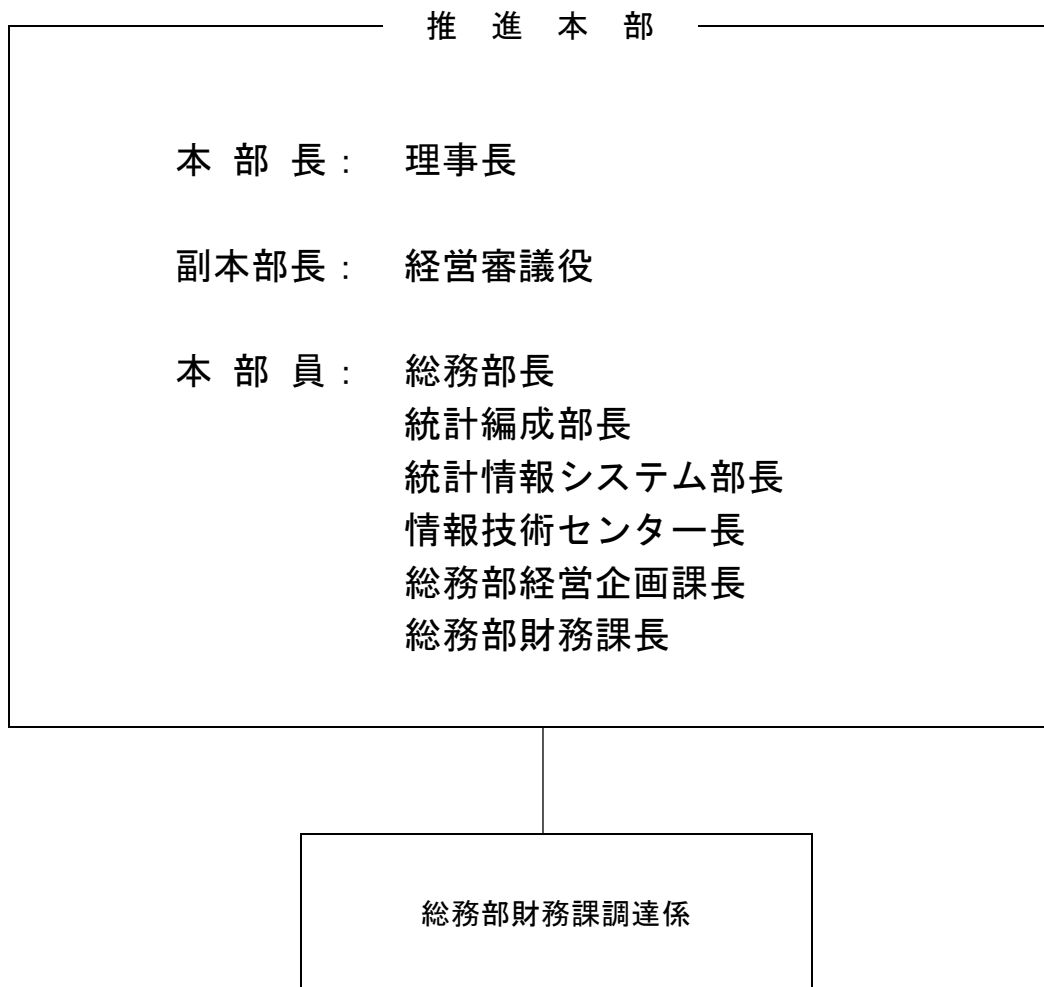 推 進 本 部
本 部 長 : 理事長
副本部長 : 経営審議役
本 部 員 : 総務部長
統計編成部長
統計情報システム部長
情報技術センター長
総務部経営企画課長
総務部財務課長
総務部財務課調達係